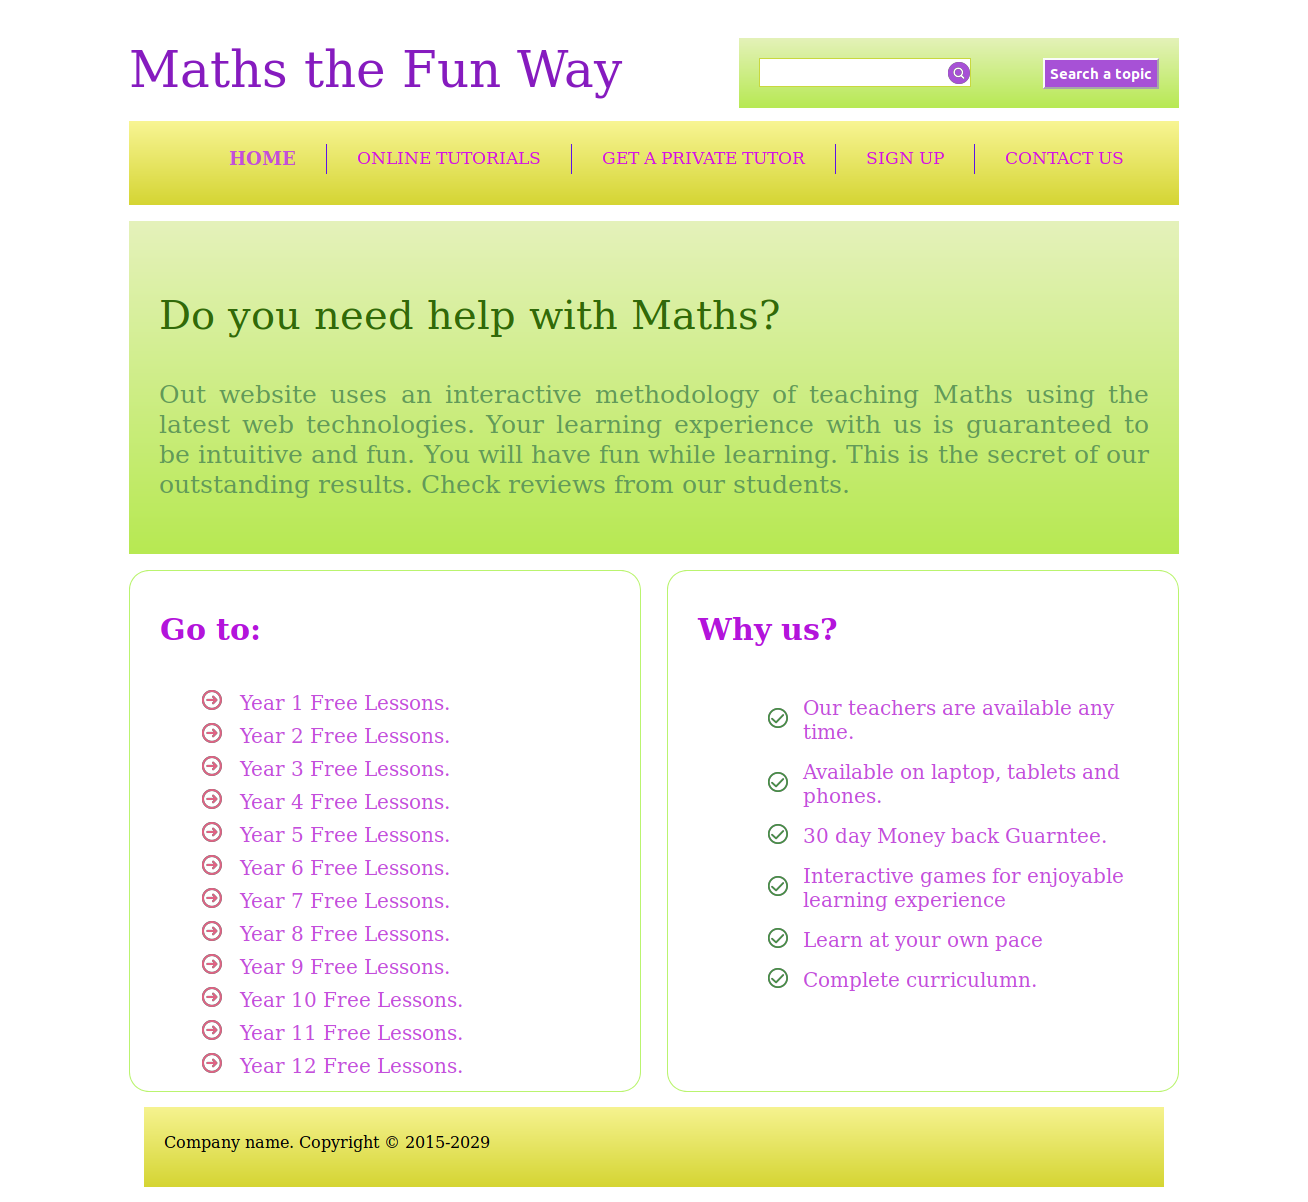 Maths the Fun Way
Search a topic
HOME
ONLINE TUTORIALS
GET A PRIVATE TUTOR
SIGN UP
CONTACT US
Do you need help with Maths?
Out website uses an interactive methodology of teaching Maths using the
latest web technologies. Your learning experience with us is guaranteed to
be intuitive and fun. You will have fun while learning. This is the secret of our
outstanding results. Check reviews from our students.
Go to:
Year 1 Free Lessons.
Year 2 Free Lessons.
Year 3 Free Lessons.
Year 4 Free Lessons.
Year 5 Free Lessons.
Year 6 Free Lessons.
Year 7 Free Lessons.
Year 8 Free Lessons.
Year 9 Free Lessons.
Year 10 Free Lessons.
Year 11 Free Lessons.
Year 12 Free Lessons.
Why us?
Our teachers are available any
time.
Available on laptop, tablets and
phones.
30 day Money back Guarntee.
Interactive games for enjoyable
learning experience
Learn at your own pace
Complete curriculumn.
Company name. Copyright © 2015-2029